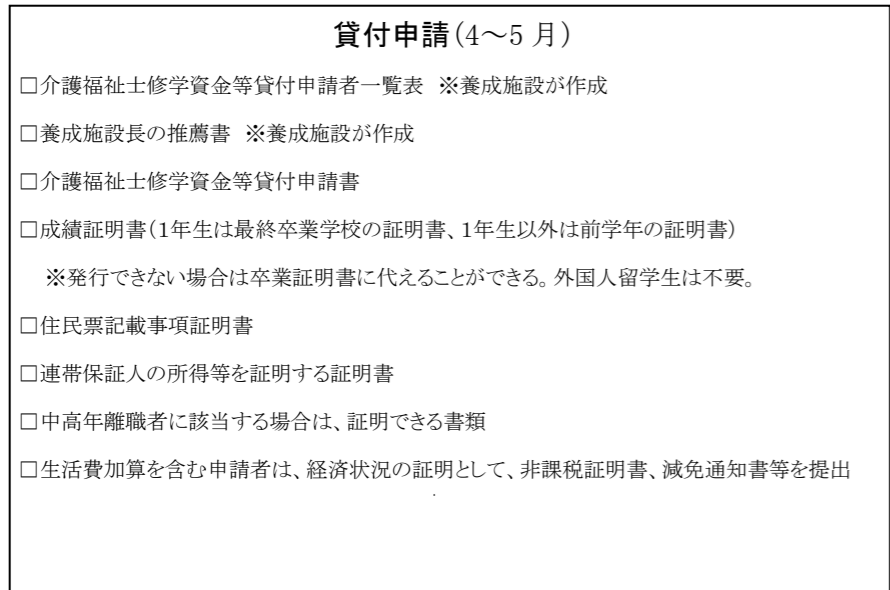 貸付申請(4～5月)
□介護福祉士修学資金等貸付申請者一覧表 ※養成施設が作成
□養成施設長の推薦書 ※養成施設が作成
□介護福祉士修学資金等貸付申請書
□成績証明書(1年生は最終卒業学校の証明書、1年生以外は前学年の証明書)
※発行できない場合は卒業証明書に代えることができる。外国人留学生は不要。
□住民票記載事項証明書
□連帯保証人の所得等を証明する証明書
□中高年離職者に該当する場合は、証明できる書類
□生活費加算を含む申請者は、経済状況の証明として、非課税証明書、減免通知書等を提出